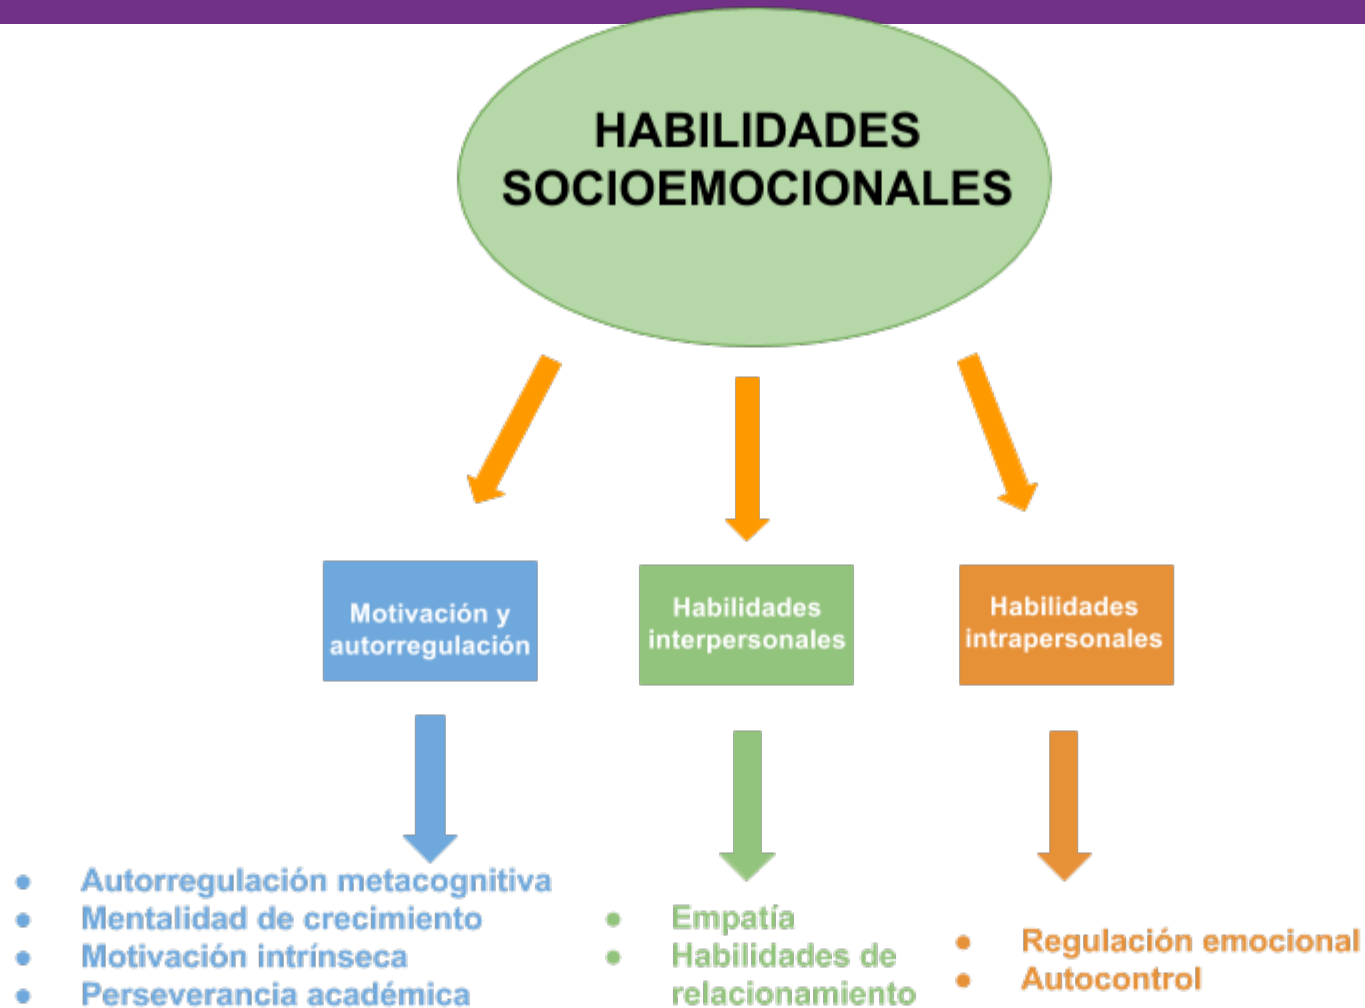 HABILIDADES
SOCIOEMOCIONALES
Motivación y
autorregulación
Habilidades
interpersonales
Habilidades
intrapersonales
● Autorregulación metacognitiva
● Mentalidad de crecimiento
● Motivación intrínseca
● Perseverancia académica
● Empatía
● Habilidades de
relacionamiento
● Regulación emocional
● Autocontrol